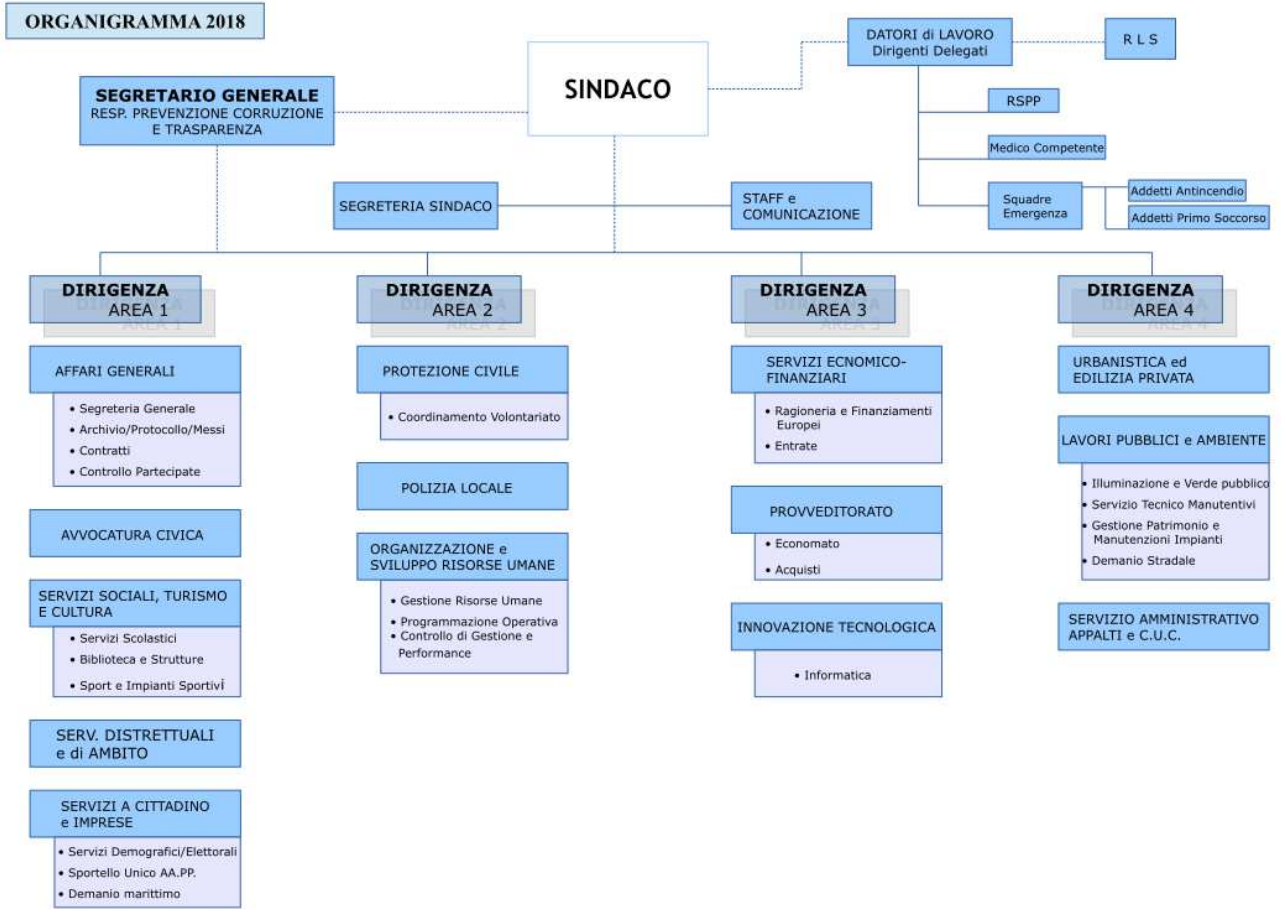 ORGANIGRAMMA 2018
SINDACO
SEGRETARIO GENERALE
RESP. PREVENZIONE CORRUZIONE
E TRASPARENZA
DATORI di LAVORO
Dirigenti Delegati
R L S
RSPP
Medico Competente
Squadre
Emergenza
Addetti Antincendio
Addetti Primo Soccorso
SEGRETERIA SINDACO
STAFF e
COMUNICAZIONE
DIRIGENZA
AREA 1
AFFARI GENERALI
• Segreteria Generale
• Archivio/Protocollo/Messi
• Contratti
• Controllo Partecipate
AVVOCATURA CIVICA
SERVIZI SOCIALI, TURISMO
E CULTURA
• Servizi Scolastici
• Biblioteca e Strutture
• Sport e Impianti Sportivi
SERV. DISTRETTUALI
e di AMBITO
SERVIZI A CITTADINO
e IMPRESE
• Servizi Demografici/Elettorali
• Sportello Unico AA.PP.
• Demanio marittimo
DIRIGENZA
AREA 2
PROTEZIONE CIVILE
• Coordinamento Volontariato
POLIZIA LOCALE
ORGANIZZAZIONE e
SVILUPPO RISORSE UMANE
• Gestione Risorse Umane
• Programmazione Operativa
• Controllo di Gestione e
Performance
DIRIGENZA
AREA 3
SERVIZI ECNOMICO-
FINANZIARI
• Ragioneria e Finanziamenti
Europei
• Entrate
PROVVEDITORATO
• Economato
• Acquisti
INNOVAZIONE TECNOLOGICA
• Informatica
DIRIGENZA
AREA 4
URBANISTICA ed
EDILIZIA PRIVATA
LAVORI PUBBLICI e AMBIENTE
• Illuminazione e Verde pubblico
• Servizio Tecnico Manutentivi
• Gestione Patrimonio e
Manutenzioni Impianti
• Demanio Stradale
SERVIZIO AMMINISTRATIVO
APPALTI e C.U.C.